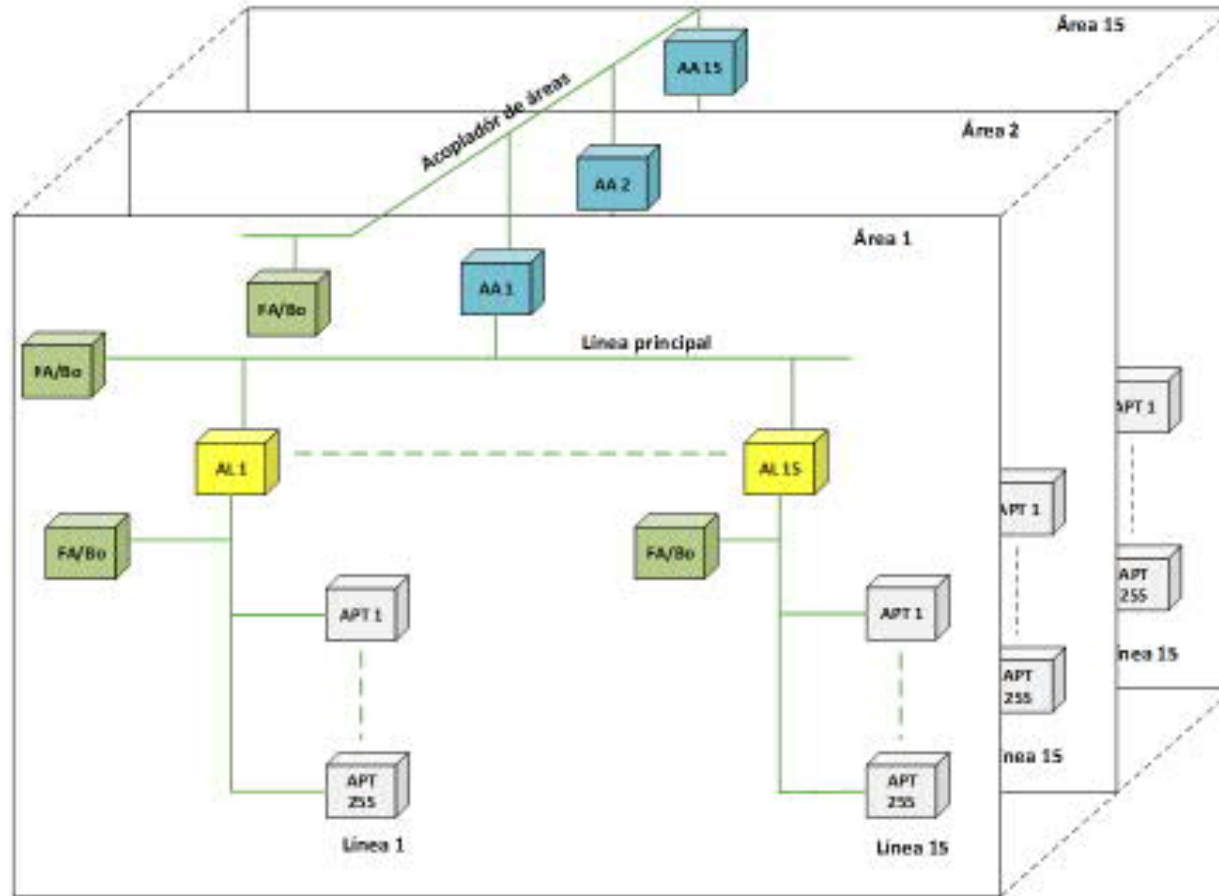 Área 15
AA 15
Acoplador de áreas
Área 2
AA 2
Área 1
AA 1
FA/Bo
Línea principal
FA/Bo
APT 1
AL 1
AL 15
APT 1
FA/Bo
FA/Bo
APT
255
APT 1
APT 1
ínea 15
APT
255
ínea 15
APT
255
APT
255
Línea 1
Línea 15